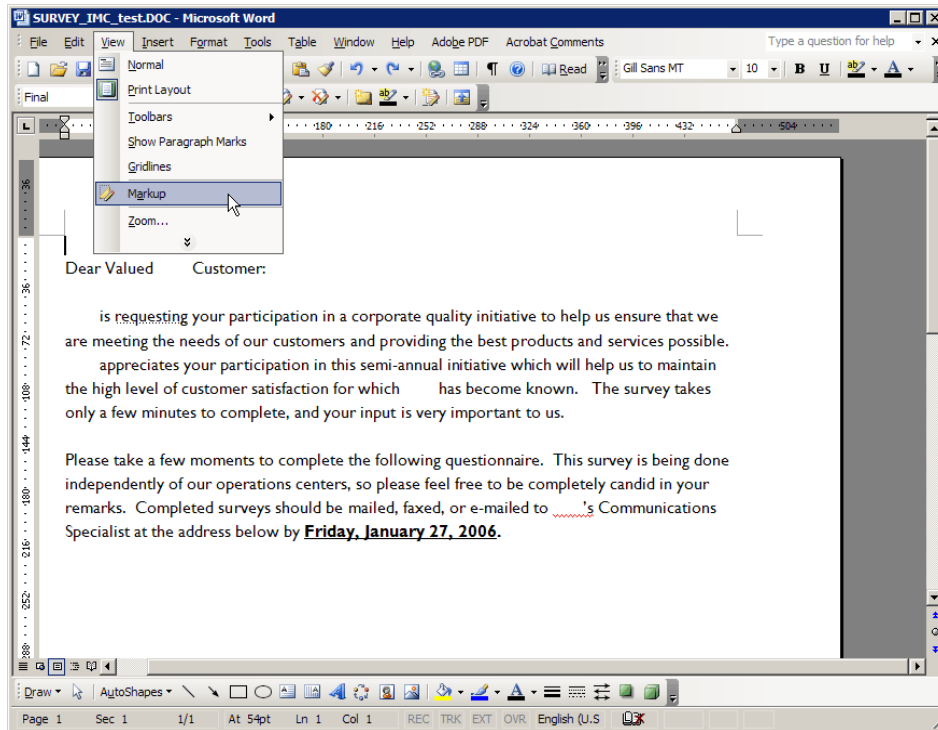 SURVEY_IMC_test.DOC - Microsoft Word
File Edit View Insert Format Tools Table Window Help Adobe PDF Acrobat Comments Type a question for help
Read Gill Sans MT 10 B U A
Final
Normal
Print Layout
Toolbars
Show Paragraph Marks
Gridlines
Markup
Zoom...
L 180 216 252 288 324 360 396 432 504
36
36
72
108
144
180
216
252
288
Dear Valued Customer:
is requesting your participation in a corporate quality initiative to help us ensure that we
are meeting the needs of our customers and providing the best products and services possible.
appreciates your participation in this semi-annual initiative which will help us to maintain
the high level of customer satisfaction for which has become known. The survey takes
only a few minutes to complete, and your input is very important to us.
Please take a few moments to complete the following questionnaire. This survey is being done
independently of our operations centers, so please feel free to be completely candid in your
remarks. Completed surveys should be mailed, faxed, or e-mailed to 's Communications
Specialist at the address below by Friday, January 27, 2006.
Draw AutoShapes A
Page 1 Sec 1 1/1 At 54pt Ln 1 Col 1 REC TRK EXT OVR English (U.S